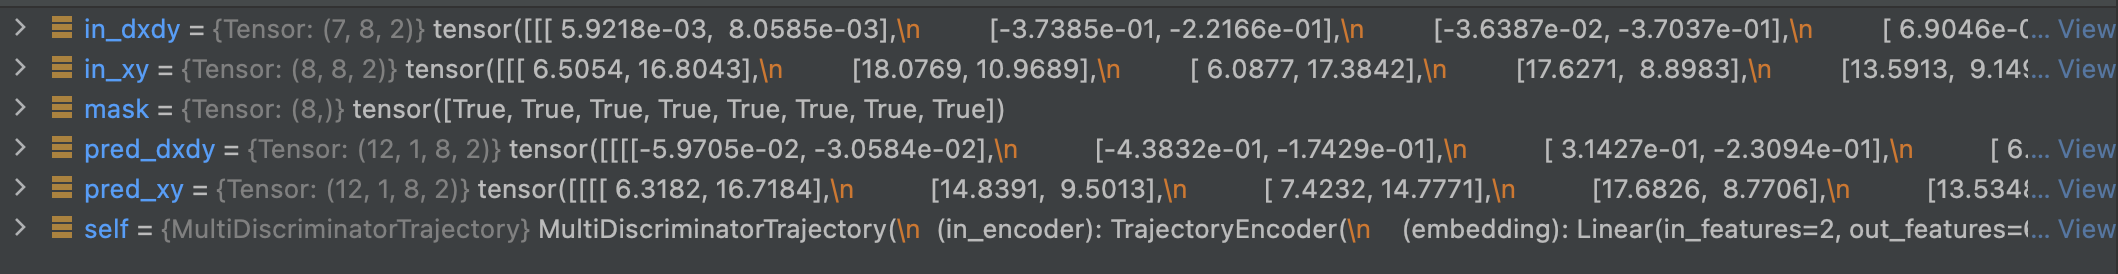 in_dxdy = {Tensor: (7, 8, 2)} tensor([[[ 5.9218e-03,  8.0585e-03],\n        [-3.7385e-01, -2.2166e-01],\n        [-3.6387e-02, -3.7037e-01],\n        [ 6.9046e-0... View
in_xy = {Tensor: (8, 8, 2)} tensor([[[ 6.5054, 16.8043],\n        [18.0769, 10.9689],\n        [ 6.0877, 17.3842],\n        [17.6271,  8.8983],\n        [13.5913,  9.149... View
mask = {Tensor: (8,)} tensor([True, True, True, True, True, True, True, True])
pred_dxdy = {Tensor: (12, 1, 8, 2)} tensor([[[[-5.9705e-02, -3.0584e-02],\n        [-4.3832e-01, -1.7429e-01],\n        [ 3.1427e-01, -2.3094e-01],\n        [ 6.... View
pred_xy = {Tensor: (12, 1, 8, 2)} tensor([[[[ 6.3182, 16.7184],\n        [14.8391,  9.5013],\n        [ 7.4232, 14.7771],\n        [17.6826,  8.7706],\n        [13.534... View
self = {MultiDiscriminatorTrajectory} MultiDiscriminatorTrajectory(\n  (in_encoder): TrajectoryEncoder(\n    (embedding): Linear(in_features=2, out_features=... View